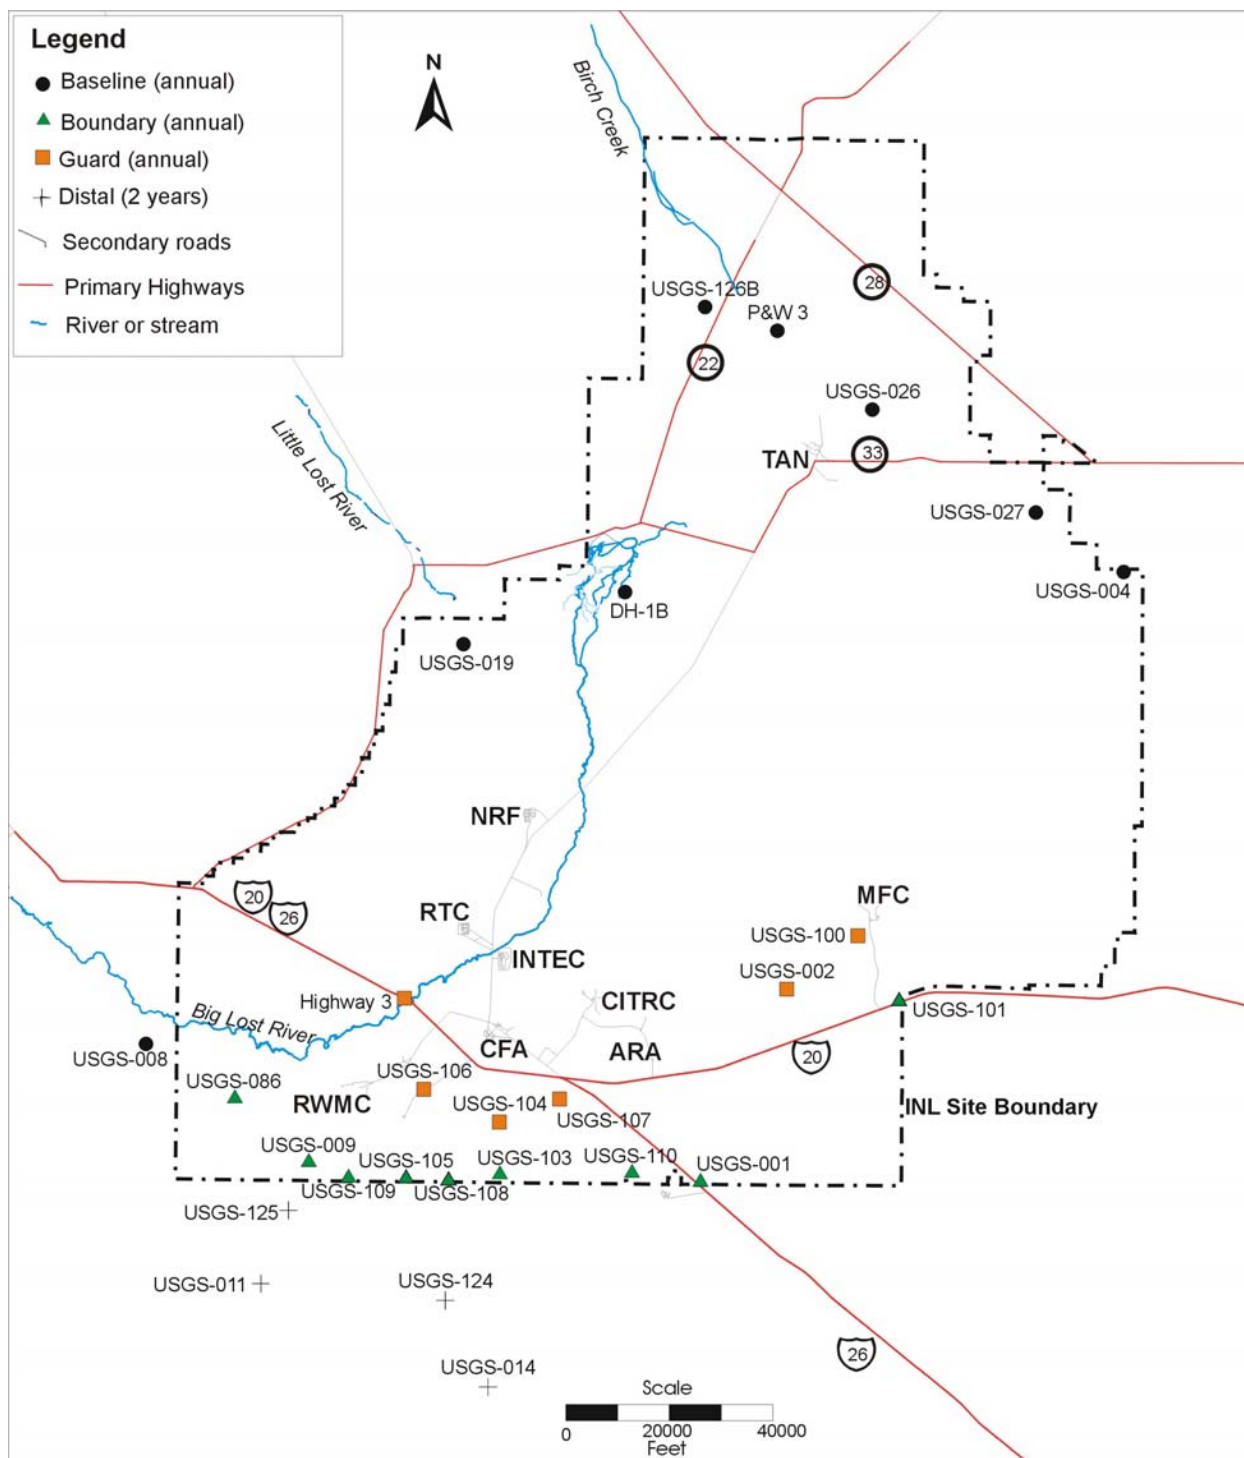 Legend
Baseline (annual)
Boundary (annual)
Guard (annual)
Distal (2 years)
Secondary roads
Primary Highways
River or stream
N
Birch Creek
USGS-126B
28
P&W 3
22
USGS-026
Little Lost River
TAN
33
USGS-027
USGS-004
DH-1B
USGS-019
NRF
20
26
MFC
RTC
USGS-100
INTEC
USGS-002
Highway 3
CITRC
USGS-101
Big Lost River
USGS-008
CFA
ARA
20
USGS-086
USGS-106
RWMC
USGS-104
USGS-107
INL Site Boundary
USGS-009
USGS-105
USGS-103
USGS-110
USGS-001
USGS-109
USGS-108
USGS-125
USGS-011
USGS-124
26
USGS-014
Scale
0 20000 40000
Feet